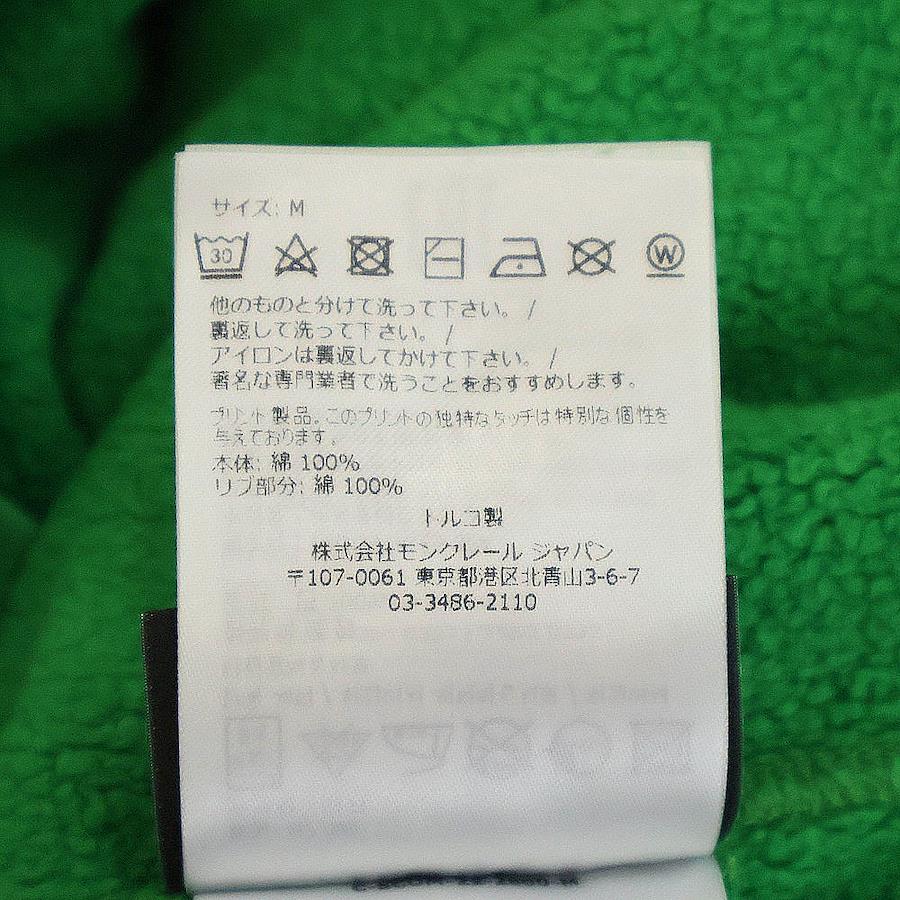 サイズ: M
30
W
他のものと分けて洗って下さい。 /
裏返して洗って下さい。 /
アイロンは裏返してかけて下さい。 /
著名な専門業者で洗うことをおすすめします。
プリント製品。このプリントの独特なタッチは特別な個性を
与えております。
本体: 綿 100%
リブ部分: 綿 100%
トルコ製
株式会社モンクレール ジャパン
〒107-0061 東京都港区北青山3-6-7
03-3486-2110